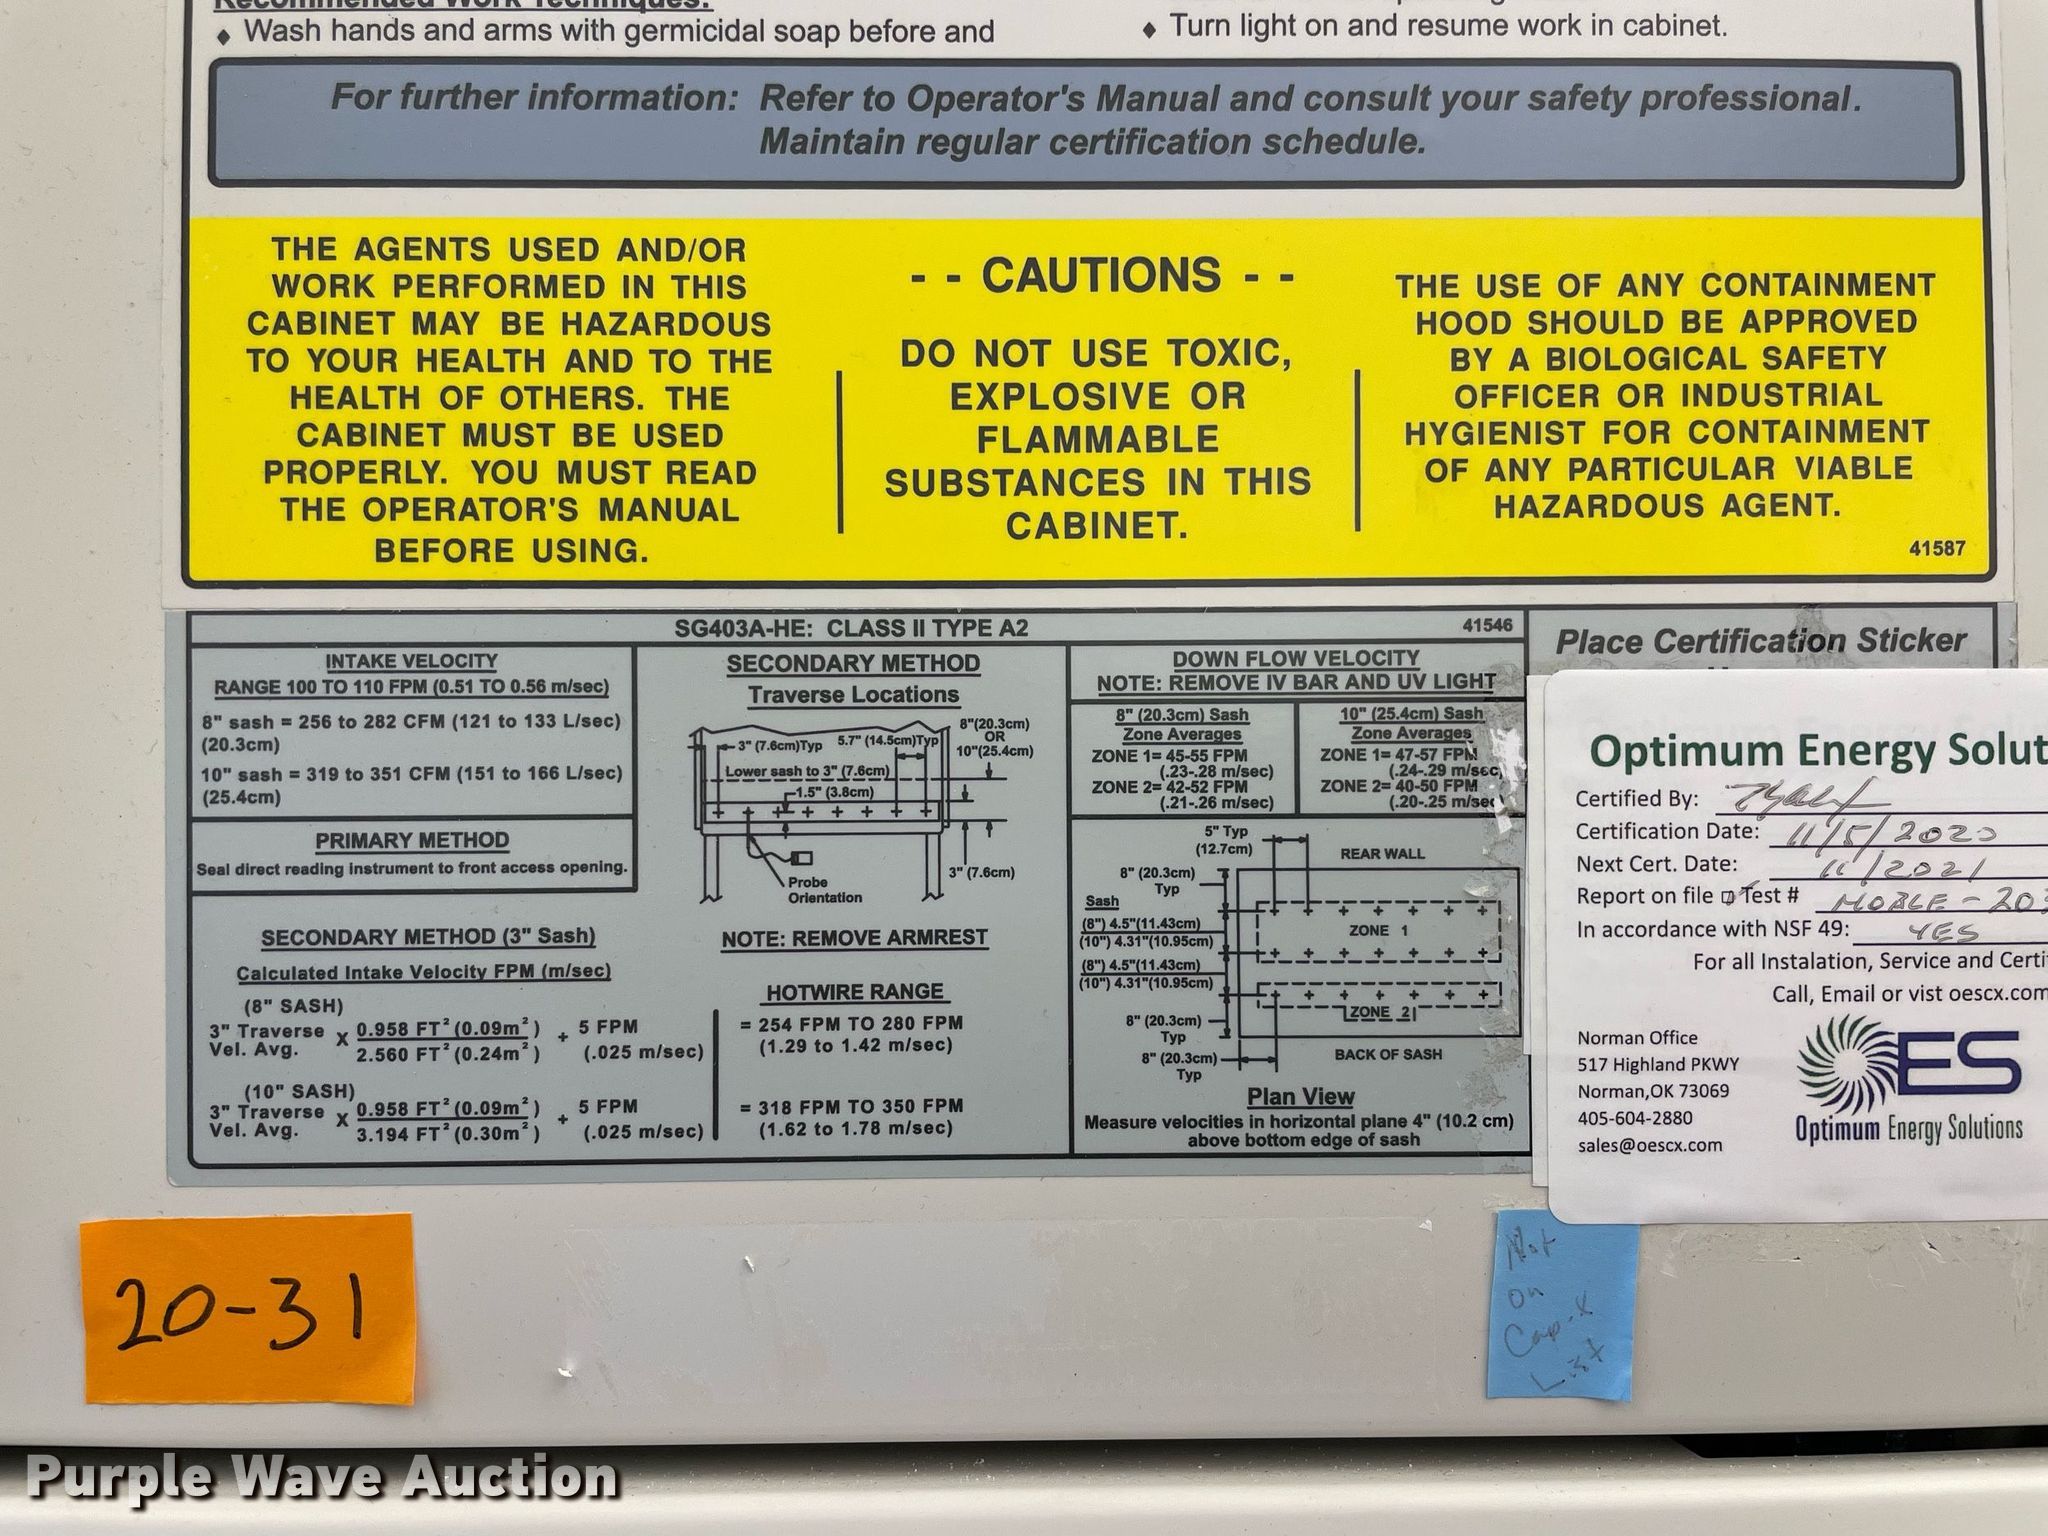 Recommended Work Techniques:
♦ Wash hands and arms with germicidal soap before and
♦ Turn light on and resume work in cabinet.
For further information: Refer to Operator's Manual and consult your safety professional.
Maintain regular certification schedule.
THE AGENTS USED AND/OR
WORK PERFORMED IN THIS
CABINET MAY BE HAZARDOUS
TO YOUR HEALTH AND TO THE
HEALTH OF OTHERS. THE
CABINET MUST BE USED
PROPERLY. YOU MUST READ
THE OPERATOR'S MANUAL
BEFORE USING.
- - CAUTIONS - -
DO NOT USE TOXIC,
EXPLOSIVE OR
FLAMMABLE
SUBSTANCES IN THIS
CABINET.
THE USE OF ANY CONTAINMENT
HOOD SHOULD BE APPROVED
BY A BIOLOGICAL SAFETY
OFFICER OR INDUSTRIAL
HYGIENIST FOR CONTAINMENT
OF ANY PARTICULAR VIABLE
HAZARDOUS AGENT.
41587
SG403A-HE: CLASS II TYPE A2
41546
INTAKE VELOCITY
RANGE 100 TO 110 FPM (0.51 TO 0.56 m/sec)
8" sash = 256 to 282 CFM (121 to 133 L/sec)
(20.3cm)
10" sash = 319 to 351 CFM (151 to 166 L/sec)
(25.4cm)
PRIMARY METHOD
Seal direct reading instrument to front access opening.
SECONDARY METHOD (3" Sash)
Calculated Intake Velocity FPM (m/sec)
(8" SASH)
3" Traverse Vel. Avg. X 0.958 FT² (0.09m²) / 2.560 FT² (0.24m²) + 5 FPM (.025 m/sec)
(10" SASH)
3" Traverse Vel. Avg. X 0.958 FT² (0.09m²) / 3.194 FT² (0.30m²) + 5 FPM (.025 m/sec)
SECONDARY METHOD
Traverse Locations
3" (7.6cm)Typ
5.7" (14.5cm)Typ
8"(20.3cm)
OR
10"(25.4cm)
Lower sash to 3" (7.6cm)
1.5" (3.8cm)
3" (7.6cm)
Probe
Orientation
NOTE: REMOVE ARMREST
HOTWIRE RANGE
= 254 FPM TO 280 FPM
(1.29 to 1.42 m/sec)
= 318 FPM TO 350 FPM
(1.62 to 1.78 m/sec)
DOWN FLOW VELOCITY
NOTE: REMOVE IV BAR AND UV LIGHT
8" (20.3cm) Sash
Zone Averages
ZONE 1= 45-55 FPM
(.23-.28 m/sec)
ZONE 2= 42-52 FPM
(.21-.26 m/sec)
10" (25.4cm) Sash
Zone Averages
ZONE 1= 47-57 FPM
(.24-.29 m/sec)
ZONE 2= 40-50 FPM
(.20-.25 m/sec
5" Typ
(12.7cm)
REAR WALL
8" (20.3cm)
Typ
Sash
(8") 4.5"(11.43cm)
(10") 4.31"(10.95cm)
ZONE 1
(8") 4.5"(11.43cm)
(10") 4.31"(10.95cm)
ZONE 2
8" (20.3cm)
Typ
8" (20.3cm)
Typ
BACK OF SASH
Plan View
Measure velocities in horizontal plane 4" (10.2 cm)
above bottom edge of sash
Place Certification Sticker
Optimum Energy Solut
Certified By:
Certification Date: 11/5/2020
Next Cert. Date: 11/2021
Report on file Test # MOBLE-203
In accordance with NSF 49: YES
For all Instalation, Service and Certi
Call, Email or vist oescx.com
Norman Office
517 Highland PKWY
Norman,OK 73069
405-604-2880
sales@oescx.com
OES
Optimum Energy Solutions
20-31
Not
on
Cap-x
List
Purple Wave Auction